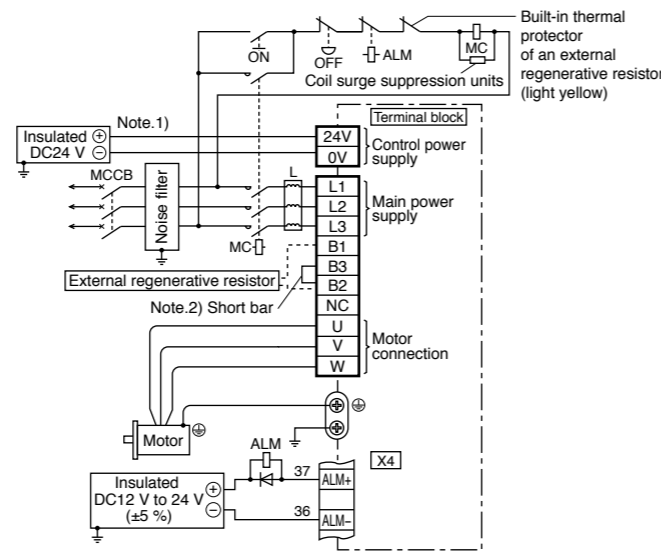 Built-in thermal
protector
of an external
regenerative resistor
(light yellow)
ON
OFF
ALM
MC
Coil surge suppression units
Note.1)
Terminal block
Insulated
DC24 V
24V
0V
Control power
supply
MCCB
Noise filter
L
MC
L1
L2
L3
Main power
supply
B1
External regenerative resistor
B3
B2
Note.2) Short bar
NC
U
V
W
Motor
connection
Motor
ALM
X4
Insulated
DC12 V to 24 V
(±5 %)
37
ALM+
36
ALM−